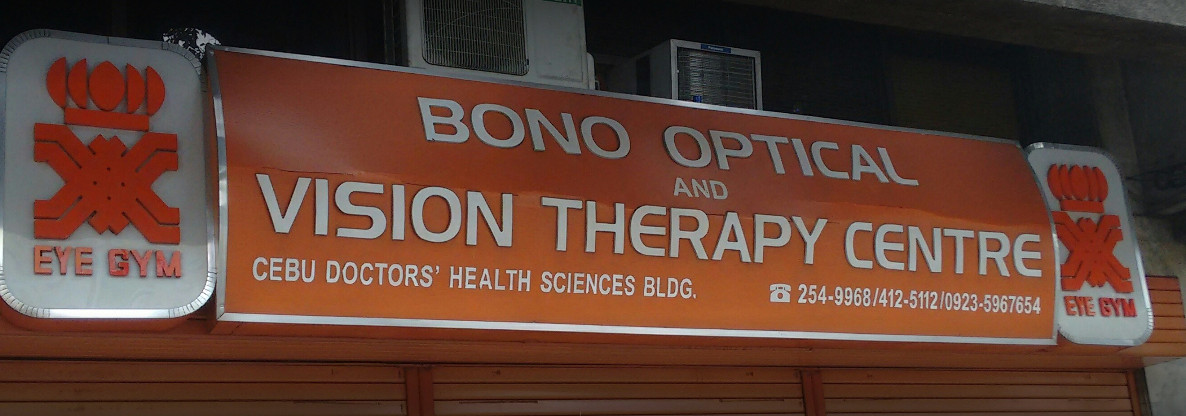 EYE GYM
BONO OPTICAL
AND
VISION THERAPY CENTRE
CEBU DOCTORS' HEALTH SCIENCES BLDG.
☎ 254-9968/412-5112/0923-5967654
EYE GYM